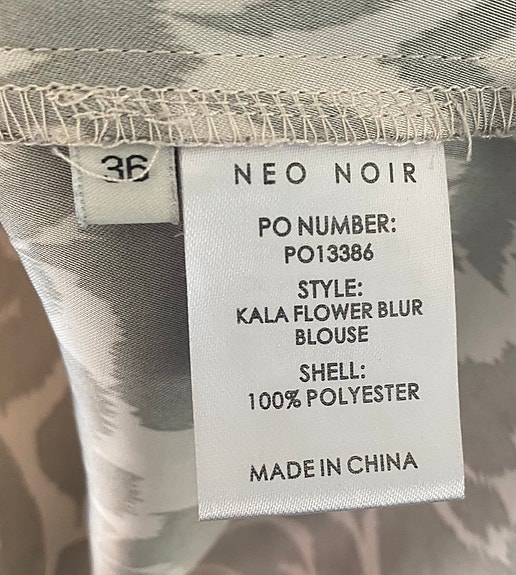 36
NEO NOIR
PO NUMBER:
PO13386
STYLE:
KALA FLOWER BLUR
BLOUSE
SHELL:
100% POLYESTER
MADE IN CHINA